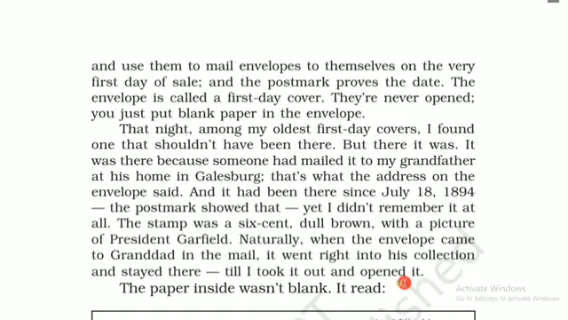 and use them to mail envelopes to themselves on the very
first day of sale; and the postmark proves the date. The
envelope is called a first-day cover. They're never opened;
you just put blank paper in the envelope.
That night, among my oldest first-day covers, I found
one that shouldn't have been there. But there it was. It
was there because someone had mailed it to my grandfather
at his home in Galesburg; that's what the address on the
envelope said. And it had been there since July 18, 1894
— the postmark showed that — yet I didn't remember it at
all. The stamp was a six-cent, dull brown, with a picture
of President Garfield. Naturally, when the envelope came
to Granddad in the mail, it went right into his collection
and stayed there — till I took it out and opened it.
The paper inside wasn't blank. It read:
Activate Windows
Go to Settings to activate Windows